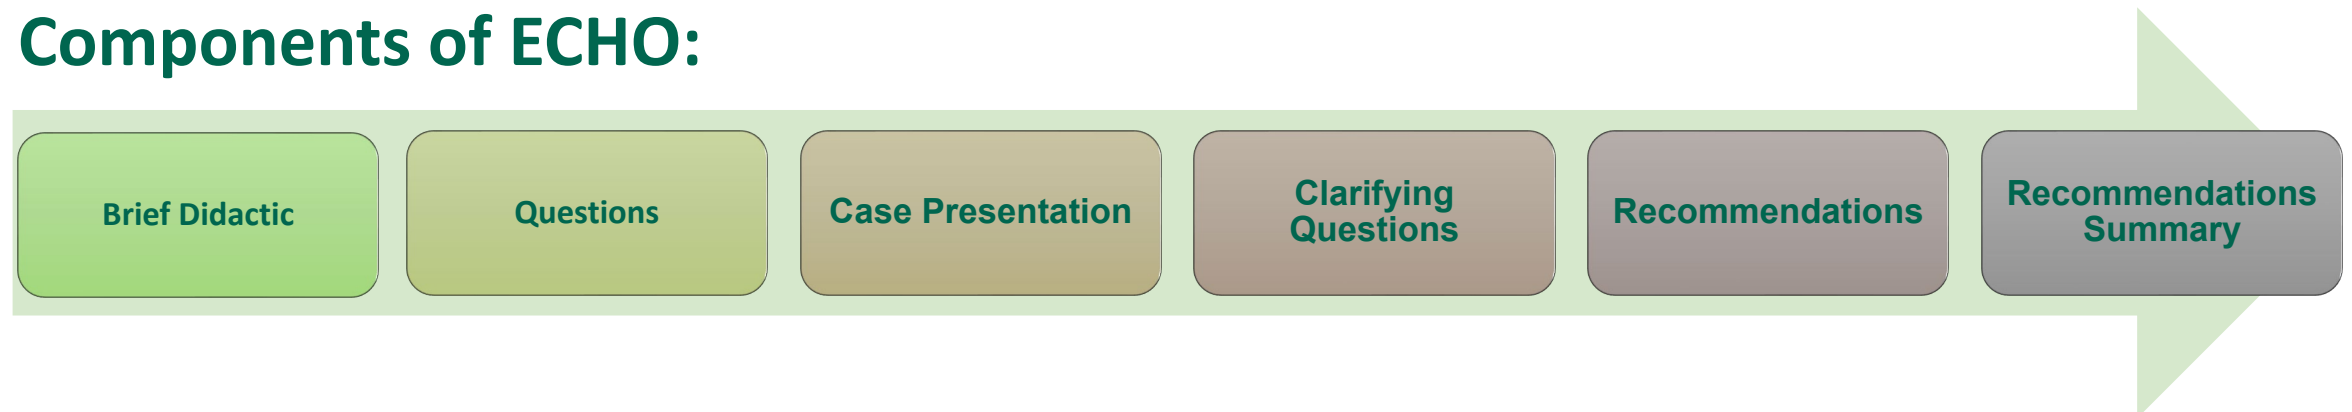 Components of ECHO:
Brief Didactic
Questions
Case Presentation
Clarifying
Questions
Recommendations
Recommendations
Summary